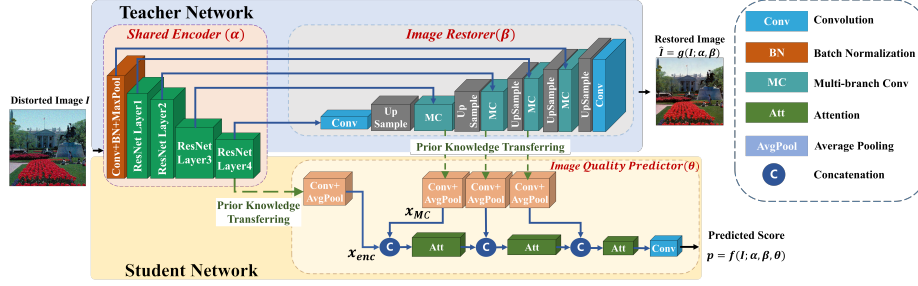 Teacher Network
Shared Encoder (α)
Image Restorer(β)
Distorted Image I
Conv+BN+MaxPool
ResNet Layer1
ResNet Layer2
ResNet
Layer3
ResNet
Layer4
Conv
Up
Sample
MC
Up
Sample
MC
UpSample
MC
UpSample
MC
UpSample
Conv
Restored Image
Î = g(I; α, β)
Prior Knowledge Transferring
Image Quality Predictor(θ)
Prior Knowledge
Transferring
Conv+
AvgPool
Conv+
AvgPool
Conv+
AvgPool
Conv+
AvgPool
x_MC
x_enc
C
Att
C
Att
C
Att
Conv
Predicted Score
p = f(I; α, β, θ)
Student Network
Conv Convolution
BN Batch Normalization
MC Multi-branch Conv
Att Attention
AvgPool Average Pooling
C Concatenation